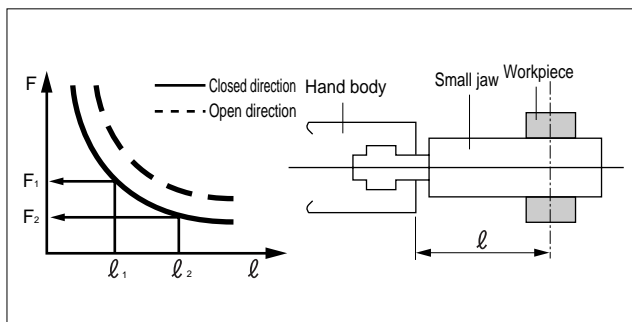 F
Closed direction
Open direction
F1
F2
ℓ1
ℓ2
ℓ
Hand body
Small jaw
Workpiece
ℓ